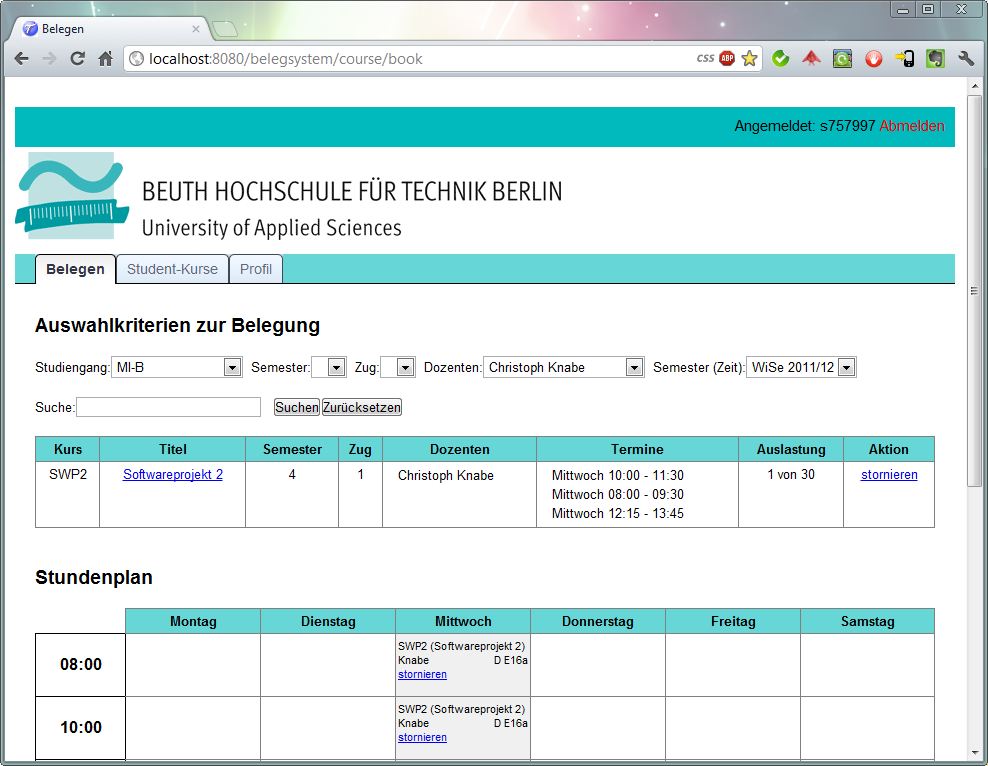 Belegen
localhost:8080/belegsystem/course/book
CSS ABP
Angemeldet: s757997 Abmelden
BEUTH HOCHSCHULE FÜR TECHNIK BERLIN
University of Applied Sciences
Belegen Student-Kurse Profil
Auswahlkriterien zur Belegung
Studiengang: MI-B Semester: Zug: Dozenten: Christoph Knabe Semester (Zeit): WiSe 2011/12
Suche: Suchen Zurücksetzen
Kurs Titel Semester Zug Dozenten Termine Auslastung Aktion
SWP2 Softwareprojekt 2 4 1 Christoph Knabe Mittwoch 10:00 - 11:30 1 von 30 stornieren
Mittwoch 08:00 - 09:30
Mittwoch 12:15 - 13:45
Stundenplan
Montag Dienstag Mittwoch Donnerstag Freitag Samstag
08:00
SWP2 (Softwareprojekt 2)
Knabe D E16a
stornieren
10:00
SWP2 (Softwareprojekt 2)
Knabe D E16a
stornieren